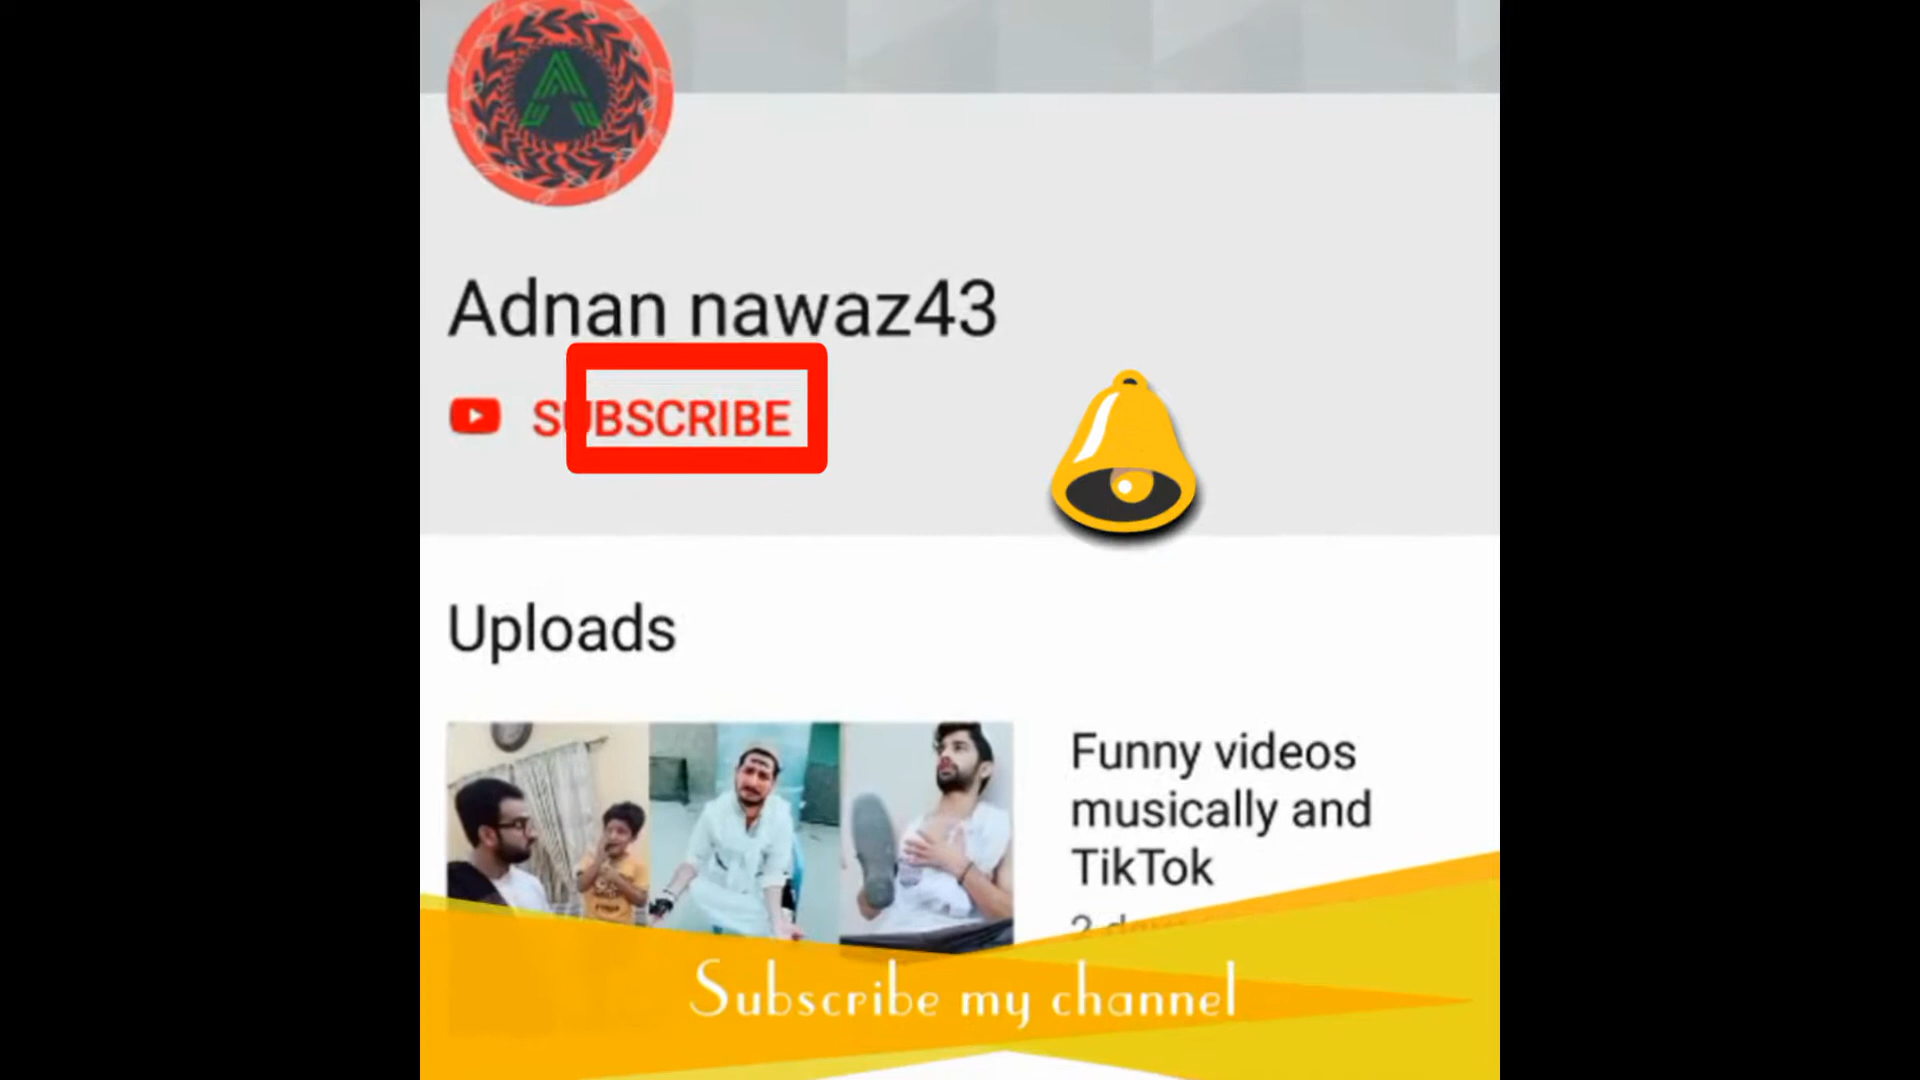 Adnan nawaz43
SUBSCRIBE
Uploads
Funny videos
musically and
TikTok
Subscribe my channel